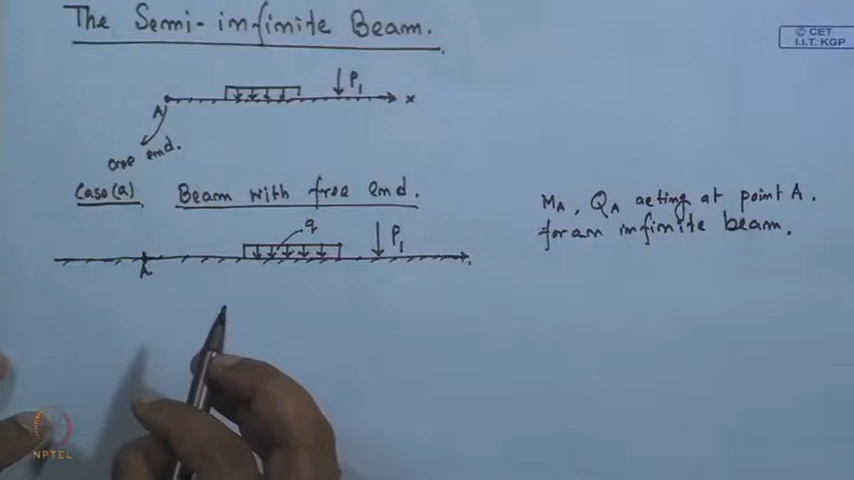 The Semi-infinite Beam.
© CET
I.I.T. KGP
P1
A
x
one end.
Case(a) Beam with free end.
q
P1
A
MA, QA acting at point A.
for an infinite beam.
NPTEL